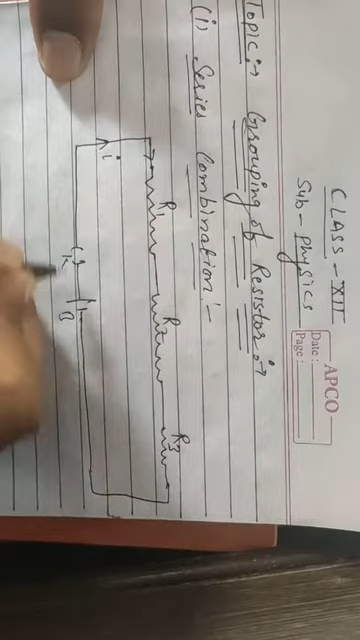 CLASS - XII
Sub - Physics
APCO
Date :
Page :
Topic :→ Grouping of Resistor :→
(i) Series Combination :-
R1 R2 R3
i
K